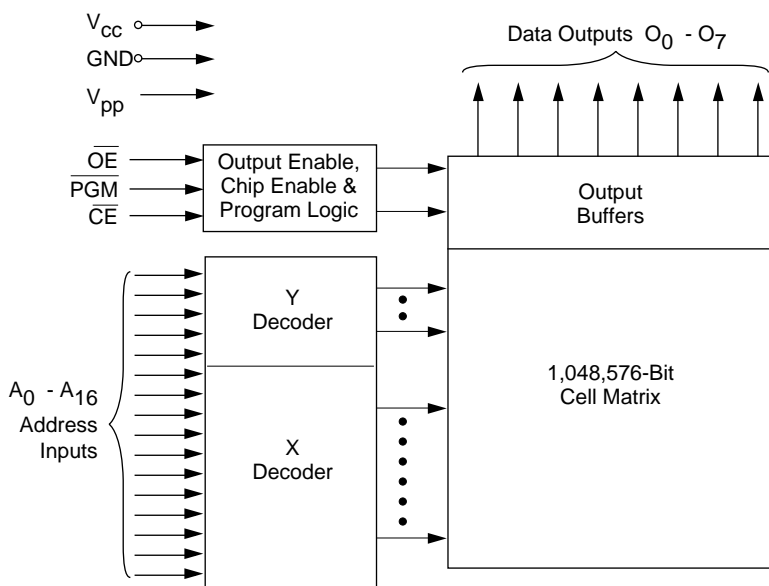 Vcc
GND
Vpp
Data Outputs O0 - O7
OE
PGM
CE
Output Enable,
Chip Enable &
Program Logic
Output
Buffers
Y
Decoder
A0 - A16
Address
Inputs
X
Decoder
1,048,576-Bit
Cell Matrix